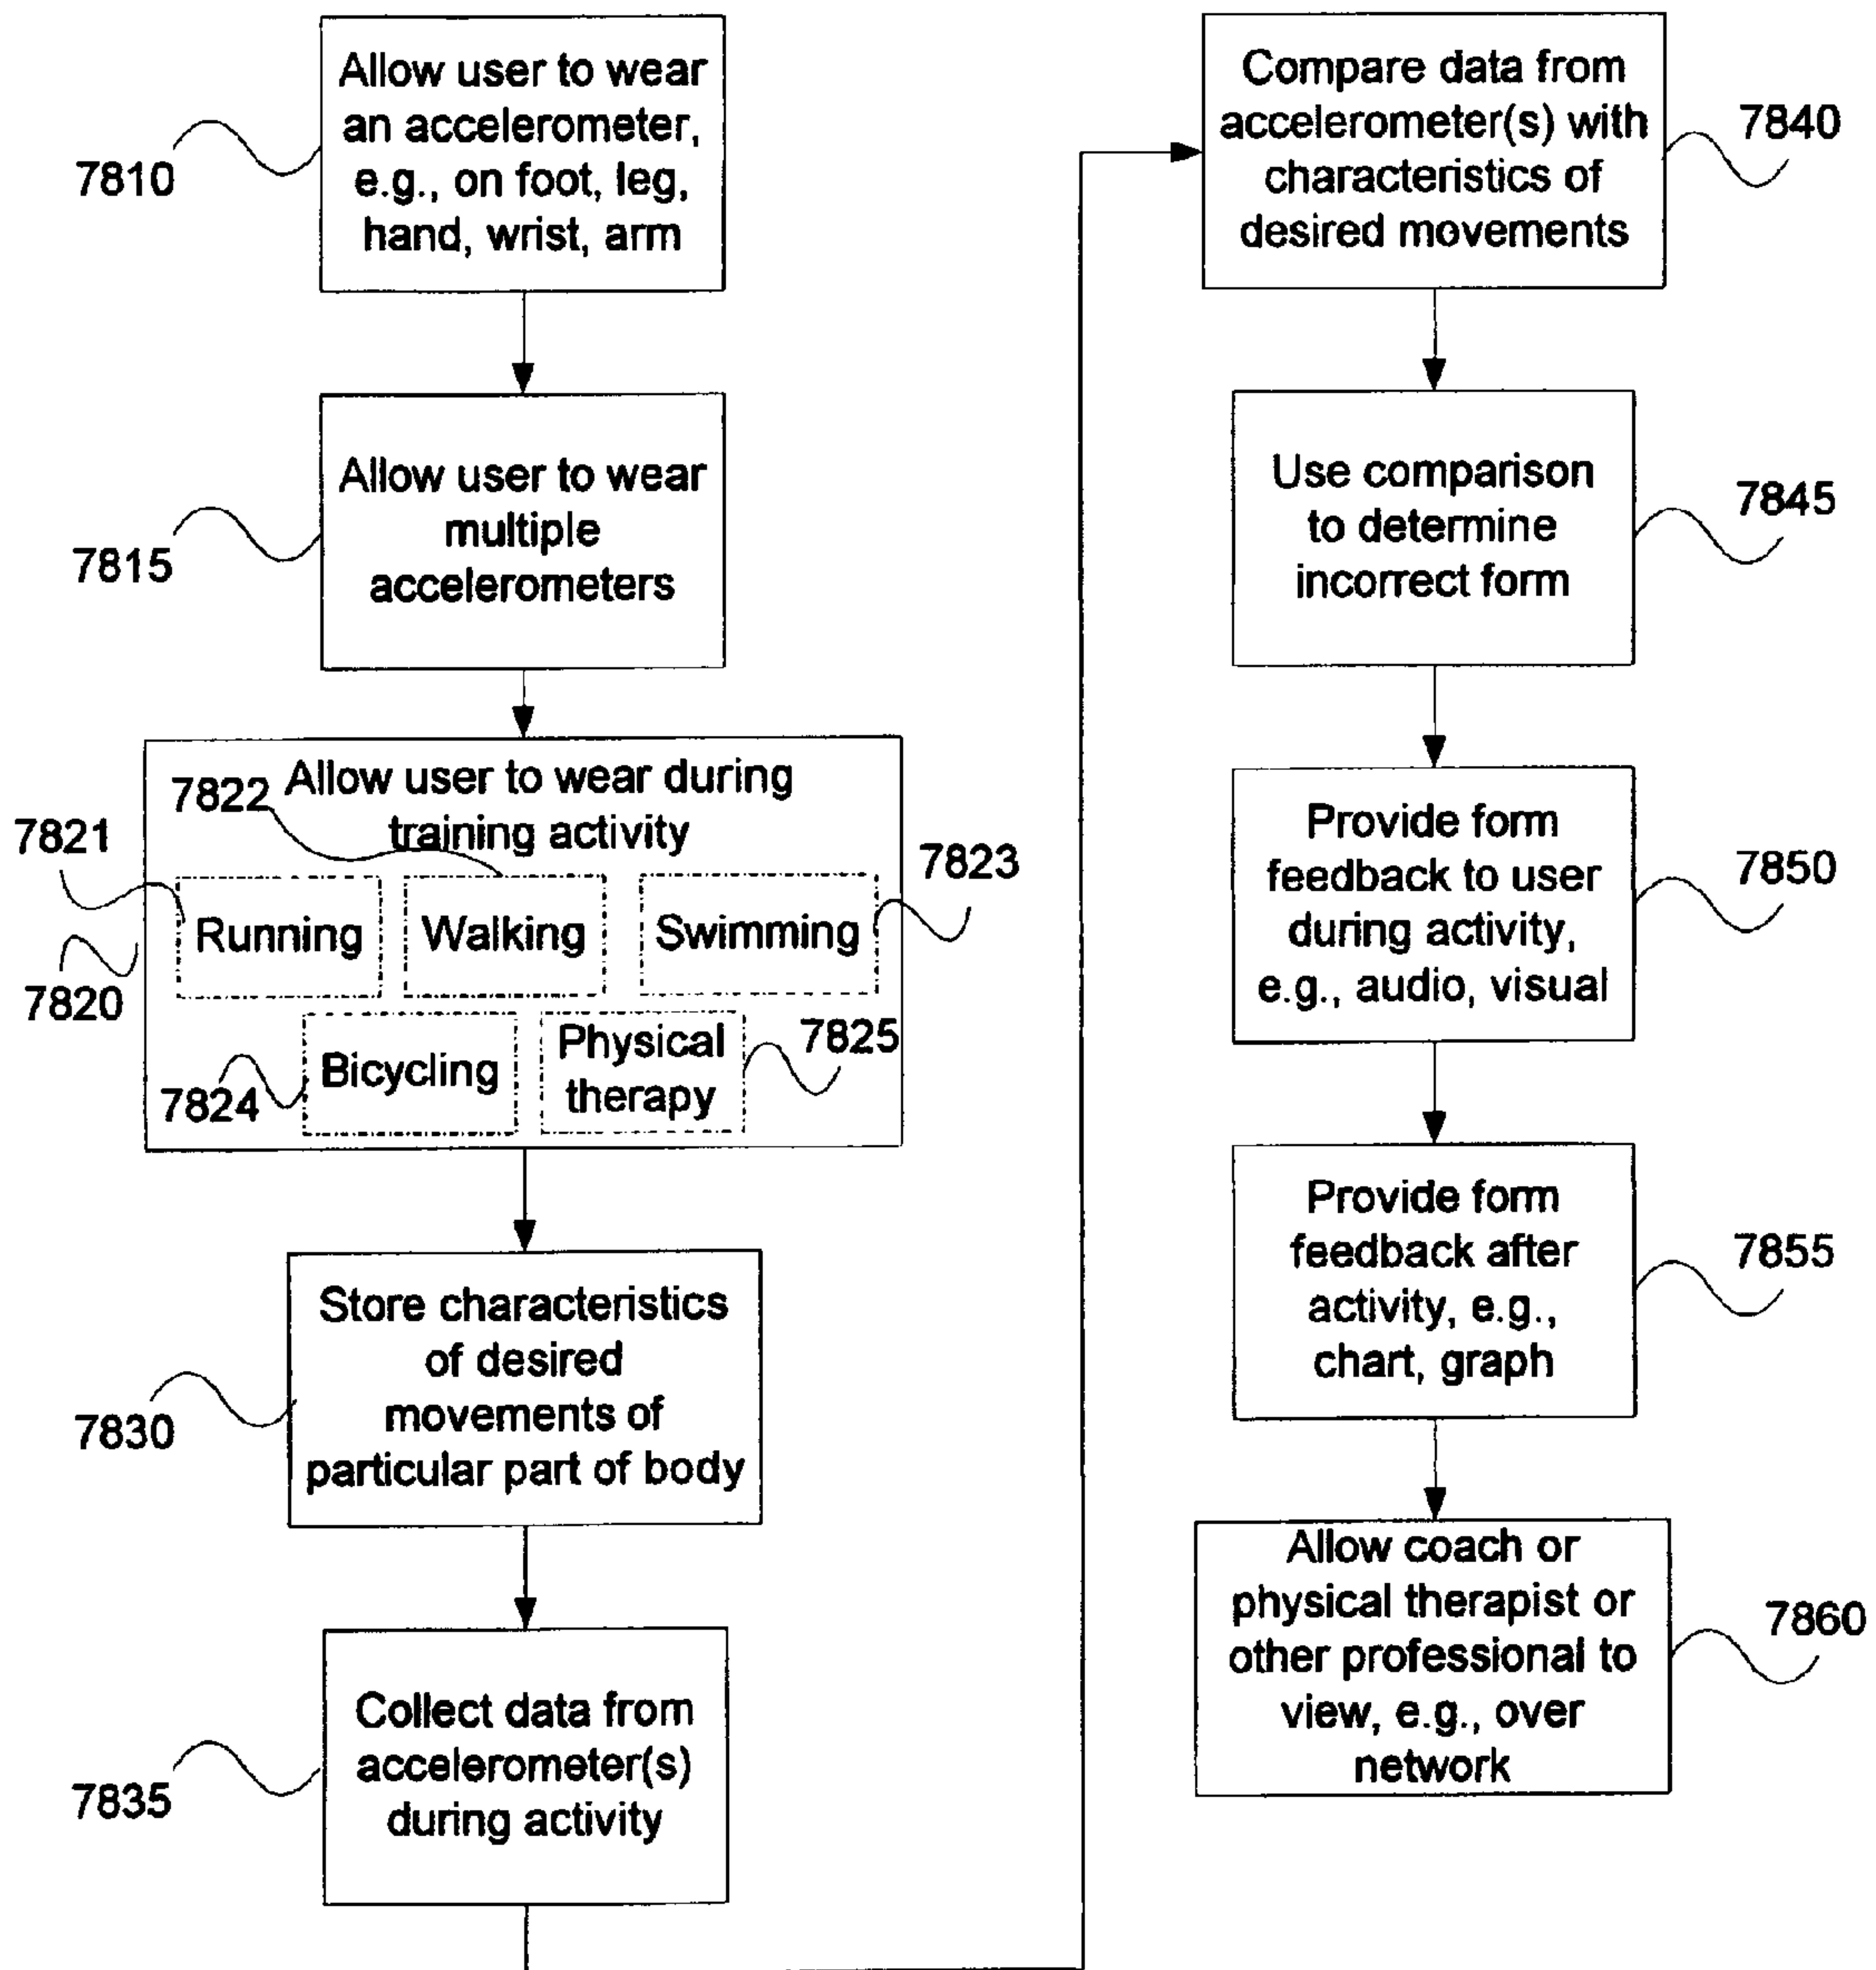 Allow user to wear
an accelerometer,
e.g., on foot, leg,
hand, wrist, arm
7810
Allow user to wear
multiple
accelerometers
7815
Allow user to wear during
training activity
7822
7821
7823
Running
Walking
Swimming
7820
Bicycling
Physical
therapy
7825
7824
Store characteristics
of desired
movements of
particular part of body
7830
Collect data from
accelerometer(s)
during activity
7835
Compare data from
accelerometer(s) with
characteristics of
desired movements
7840
Use comparison
to determine
incorrect form
7845
Provide form
feedback to user
during activity,
e.g., audio, visual
7850
Provide form
feedback after
activity, e.g.,
chart, graph
7855
Allow coach or
physical therapist or
other professional to
view, e.g., over
network
7860